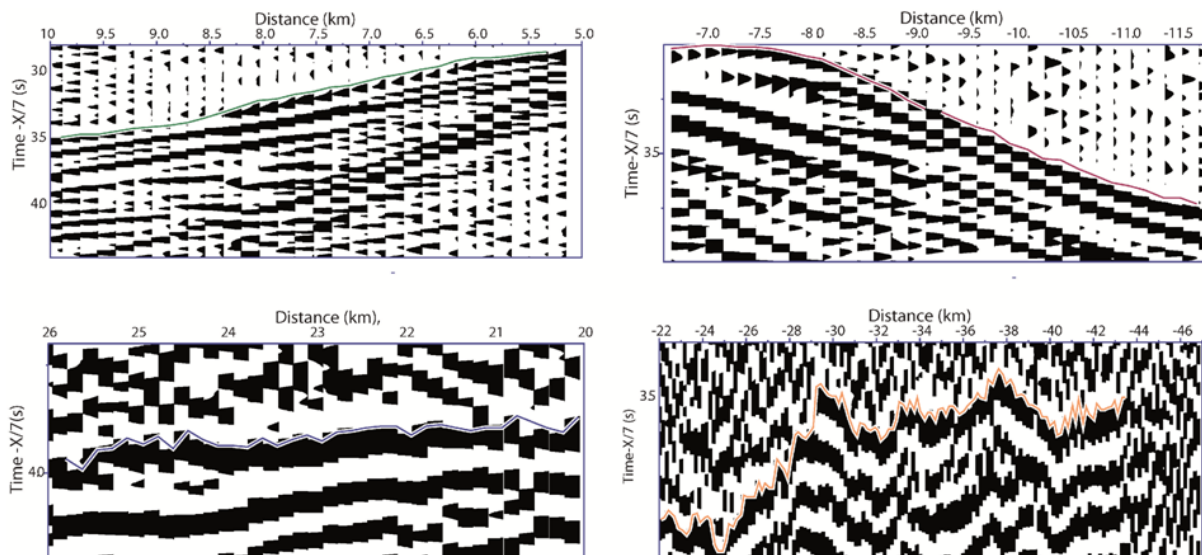 Distance (km)
10 9.5 9.0 8.5 8.0 7.5 7.0 6.5 6.0 5.5 5.0
30
35
40
Time -X/7 (s)
Distance (km)
-7.0 -7.5 -8.0 -8.5 -9.0 -9.5 -10 -10.5 -11.0 -11.5
35
Time-X/7 (s)
Distance (km),
26 25 24 23 22 21 20
40
Time -X/7(s)
Distance (km)
-22 -24 -26 -28 -30 -32 -34 -36 -38 -40 -42 -44 -46
35
Time-X/7 (s)